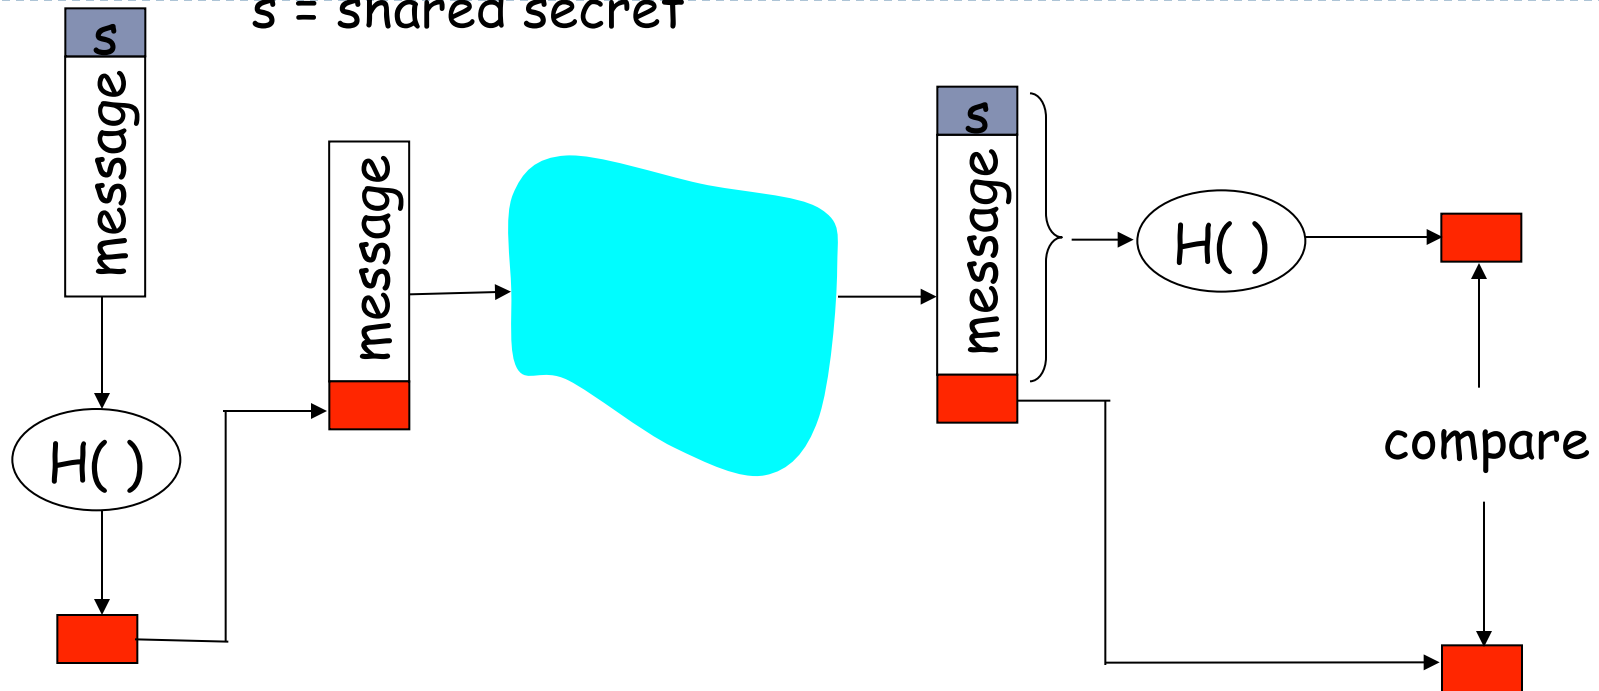 s = shared secret
s
message
message
s
message
H( )
H( )
compare